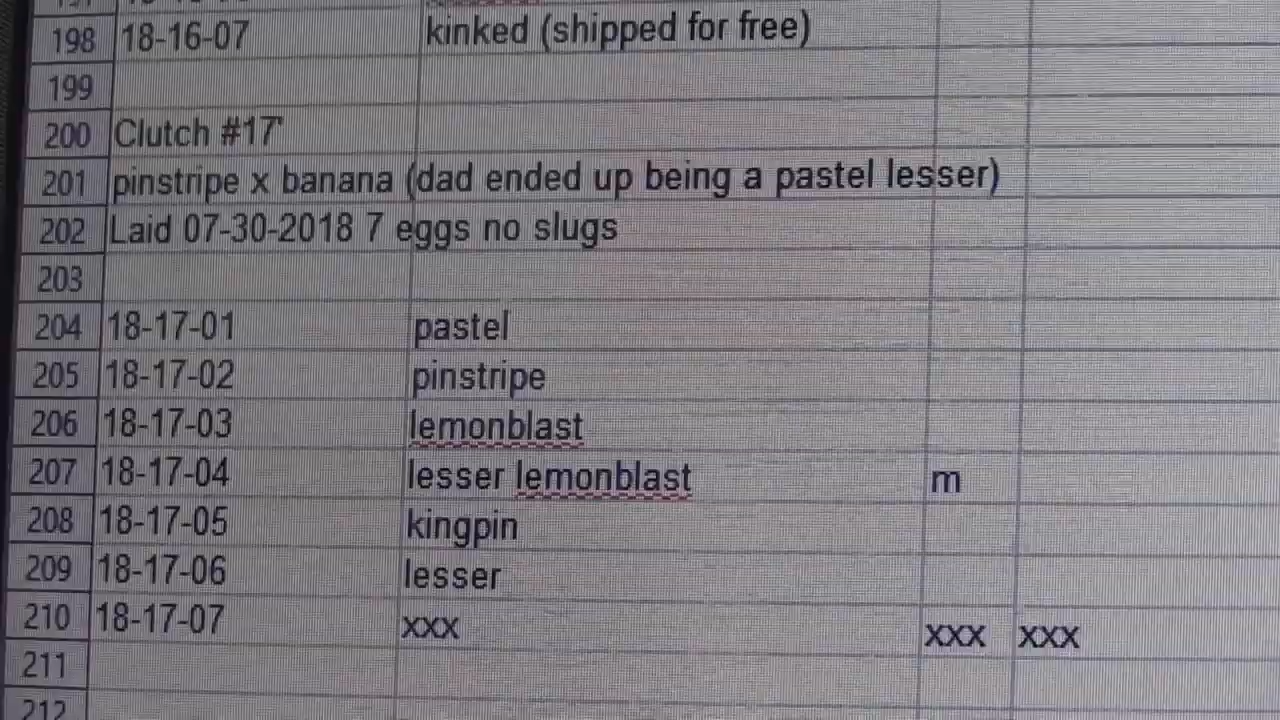 198 18-16-07 kinked (shipped for free)
199
200 Clutch #17
201 pinstripe x banana (dad ended up being a pastel lesser)
202 Laid 07-30-2018 7 eggs no slugs
203
204 18-17-01 pastel
205 18-17-02 pinstripe
206 18-17-03 lemonblast
207 18-17-04 lesser lemonblast m
208 18-17-05 kingpin
209 18-17-06 lesser
210 18-17-07 xxx xxx xxx
211
212